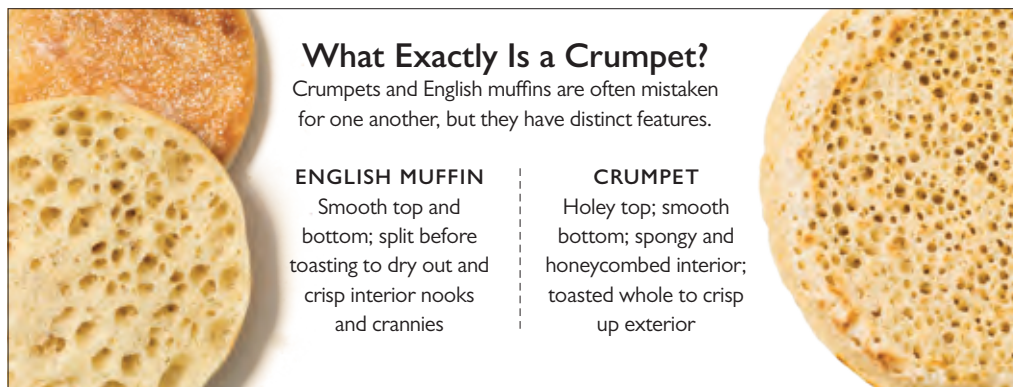 What Exactly Is a Crumpet?
Crumpets and English muffins are often mistaken
for one another, but they have distinct features.
ENGLISH MUFFIN
Smooth top and
bottom; split before
toasting to dry out and
crisp interior nooks
and crannies
CRUMPET
Holey top; smooth
bottom; spongy and
honeycombed interior;
toasted whole to crisp
up exterior